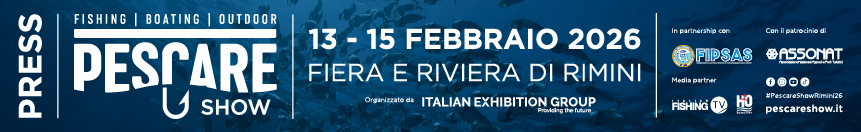 PRESS
FISHING | BOATING | OUTDOOR
PESCARE
SHOW
13 - 15 FEBBRAIO 2026
FIERA E RIVIERA DI RIMINI
Organizzato da ITALIAN EXHIBITION GROUP
Providing the future
In partnership con
FIPSAS
Media partner
FISHING TV
H2O
Con il patrocinio di
ASSONAT
#PescareShowRimini26
pescareshow.it